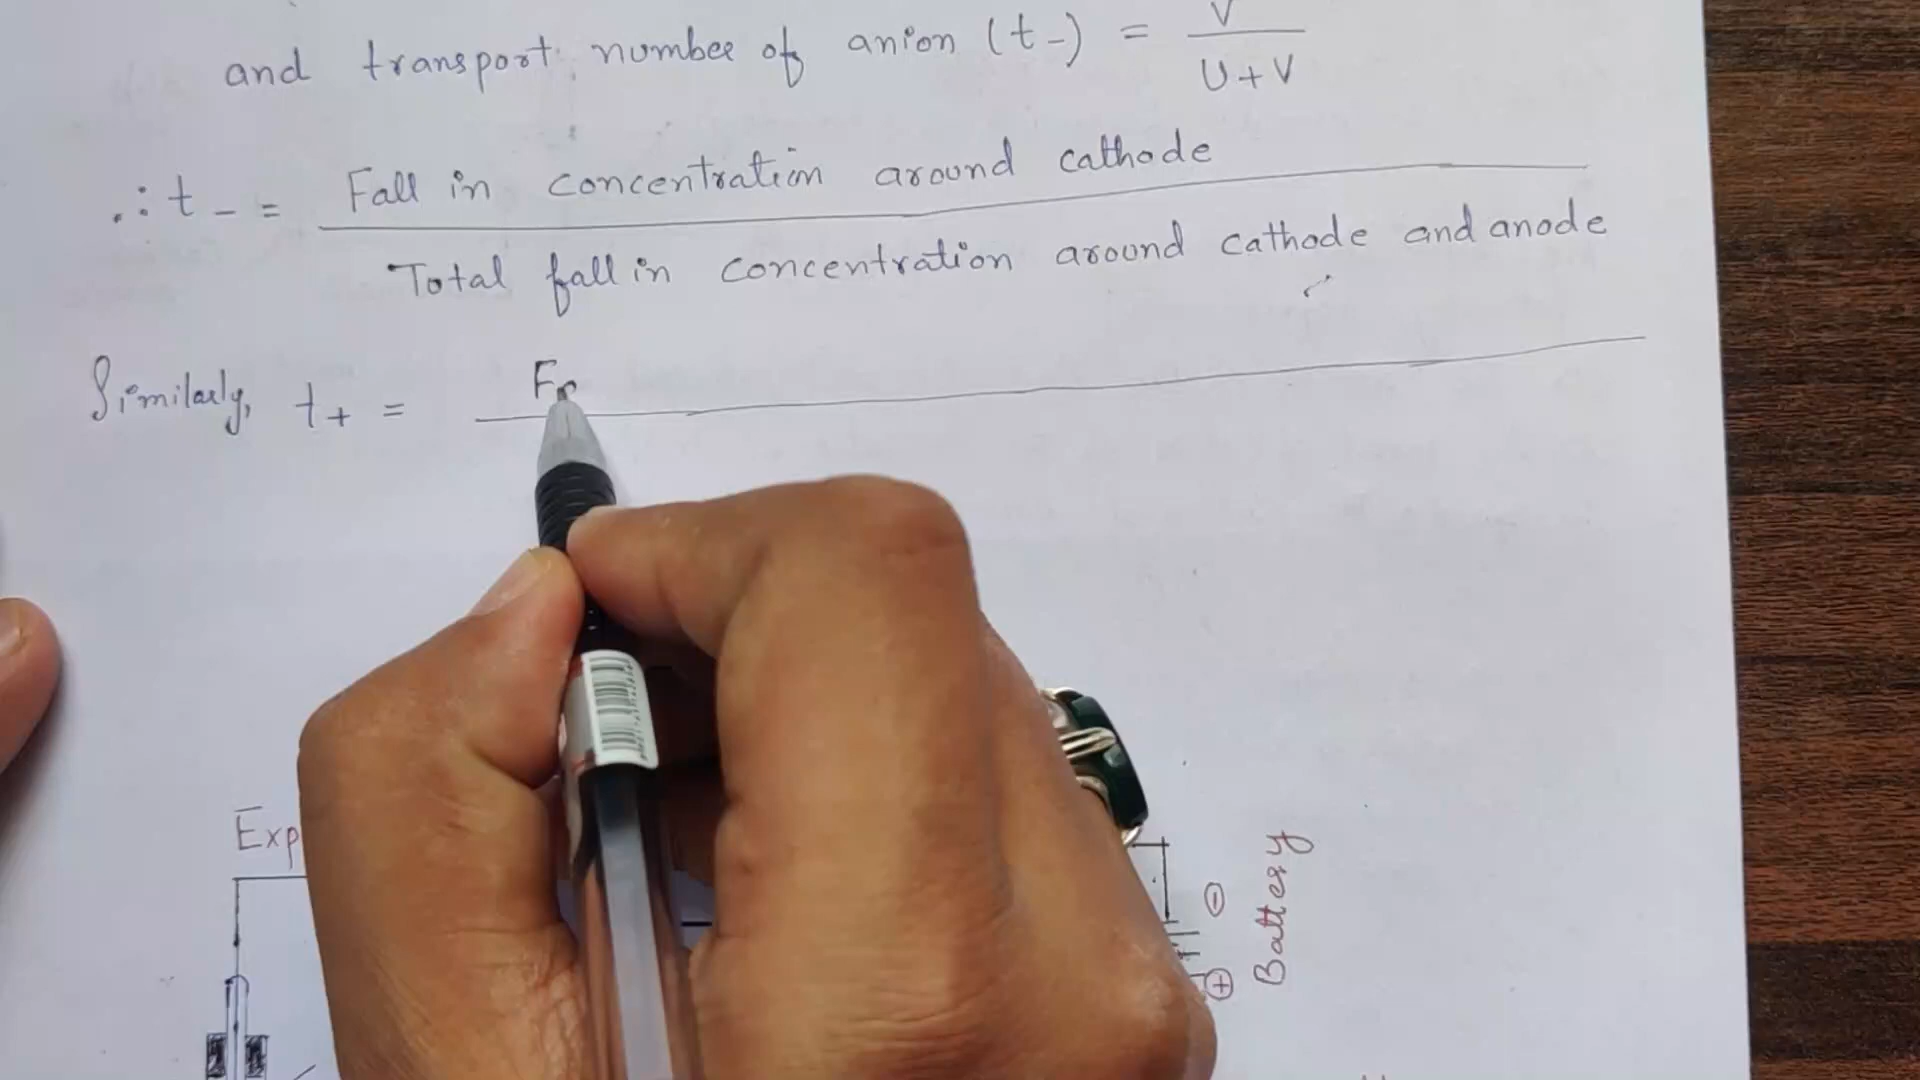 and transport number of anion (t-) = V / U+V
∴ t- = Fall in concentration around cathode
Total fall in concentration around cathode and anode
Similarly, t+ = F
Exp
Battery
-
+